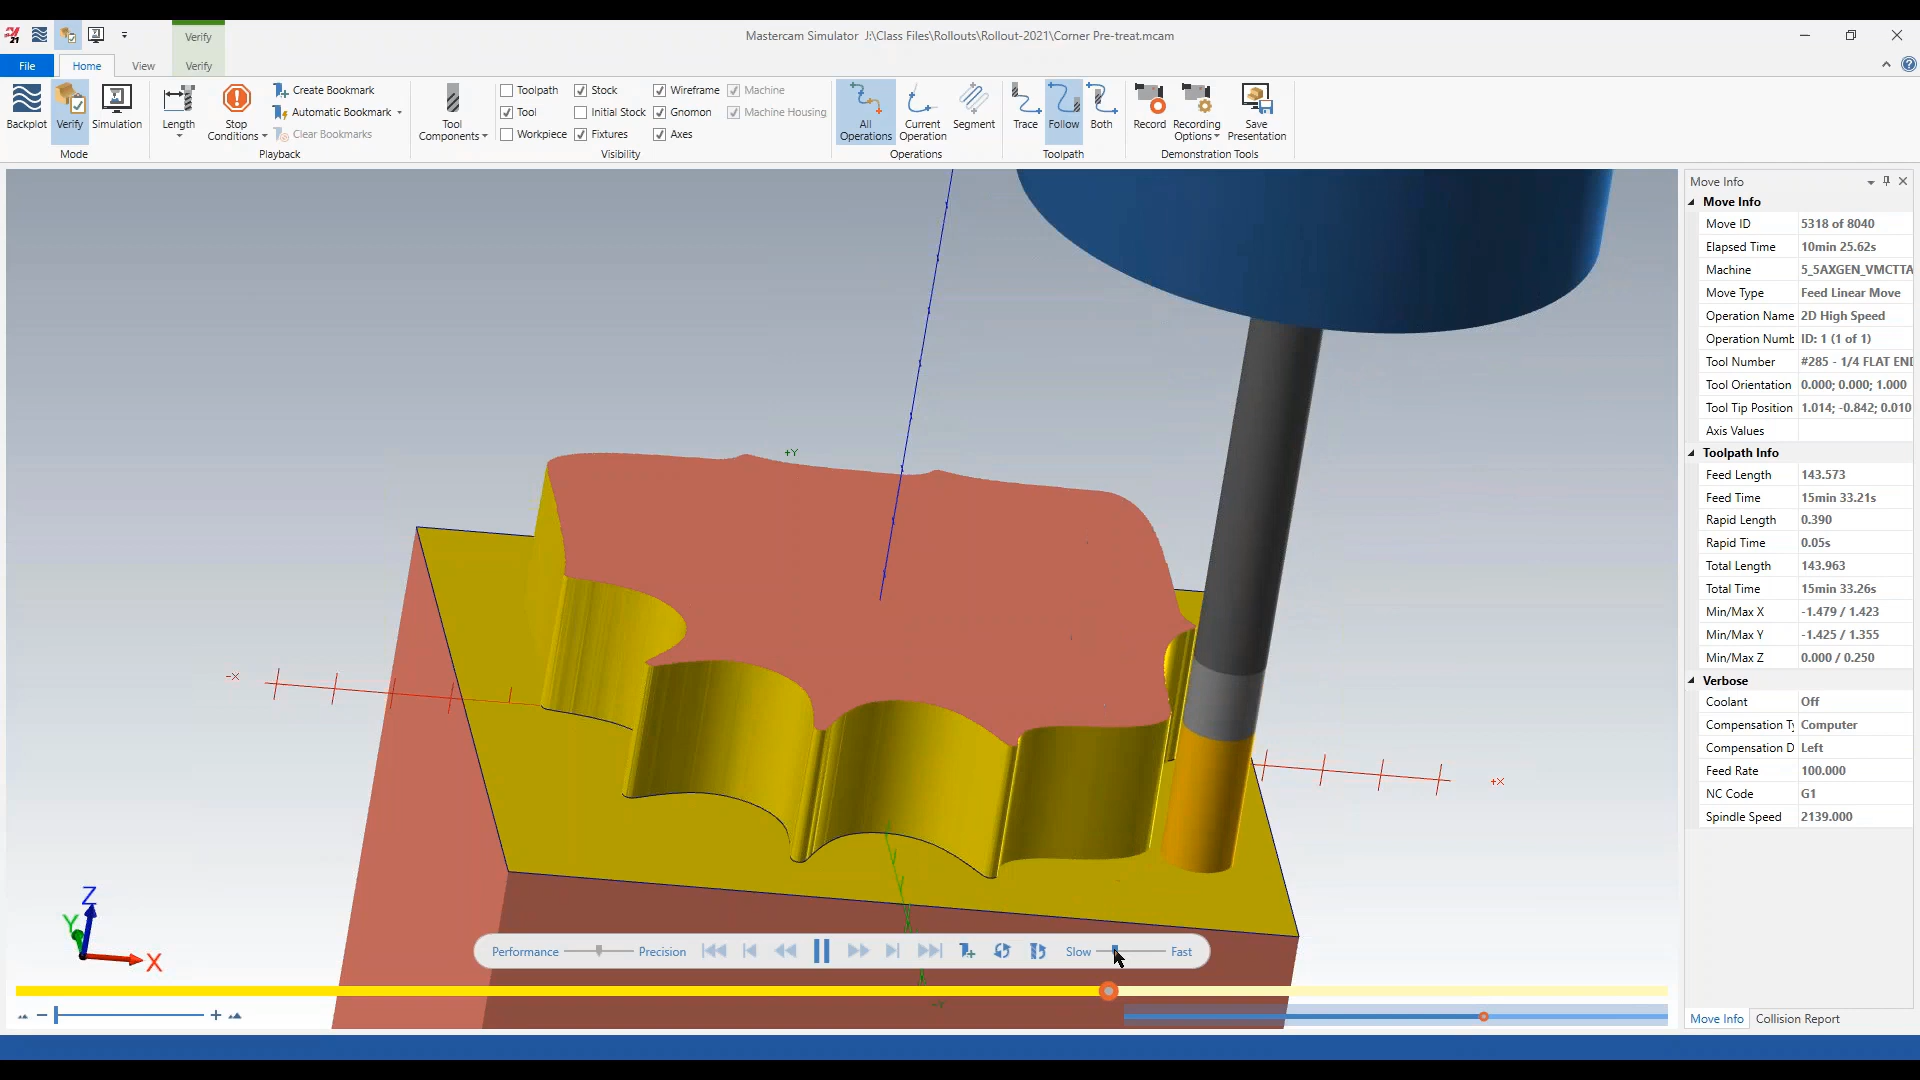 21
Verify
Mastercam Simulator J:\Class Files\Rollouts\Rollout-2021\Corner Pre-treat.mcam
File
Home
View
Verify
Backplot
Verify
Simulation
Mode
Length
Stop Conditions
Create Bookmark
Automatic Bookmark
Clear Bookmarks
Playback
Tool Components
Toolpath
Tool
Workpiece
Stock
Initial Stock
Fixtures
Wireframe
Gnomon
Axes
Machine
Machine Housing
Visibility
All Operations
Current Operation
Segment
Operations
Trace
Follow
Both
Toolpath
Record
Recording Options
Save Presentation
Demonstration Tools
+Y
-X
+X
-Y
Z
Y
X
Performance
Precision
Slow
Fast
Move Info
Move Info
Move ID 5318 of 8040
Elapsed Time 10min 25.62s
Machine 5_5AXGEN_VMCTTA
Move Type Feed Linear Move
Operation Name 2D High Speed
Operation Numb ID: 1 (1 of 1)
Tool Number #285 - 1/4 FLAT END
Tool Orientation 0.000; 0.000; 1.000
Tool Tip Position 1.014; -0.842; 0.010
Axis Values
Toolpath Info
Feed Length 143.573
Feed Time 15min 33.21s
Rapid Length 0.390
Rapid Time 0.05s
Total Length 143.963
Total Time 15min 33.26s
Min/Max X -1.479 / 1.423
Min/Max Y -1.425 / 1.355
Min/Max Z 0.000 / 0.250
Verbose
Coolant Off
Compensation Ty Computer
Compensation D Left
Feed Rate 100.000
NC Code G1
Spindle Speed 2139.000
Move Info
Collision Report